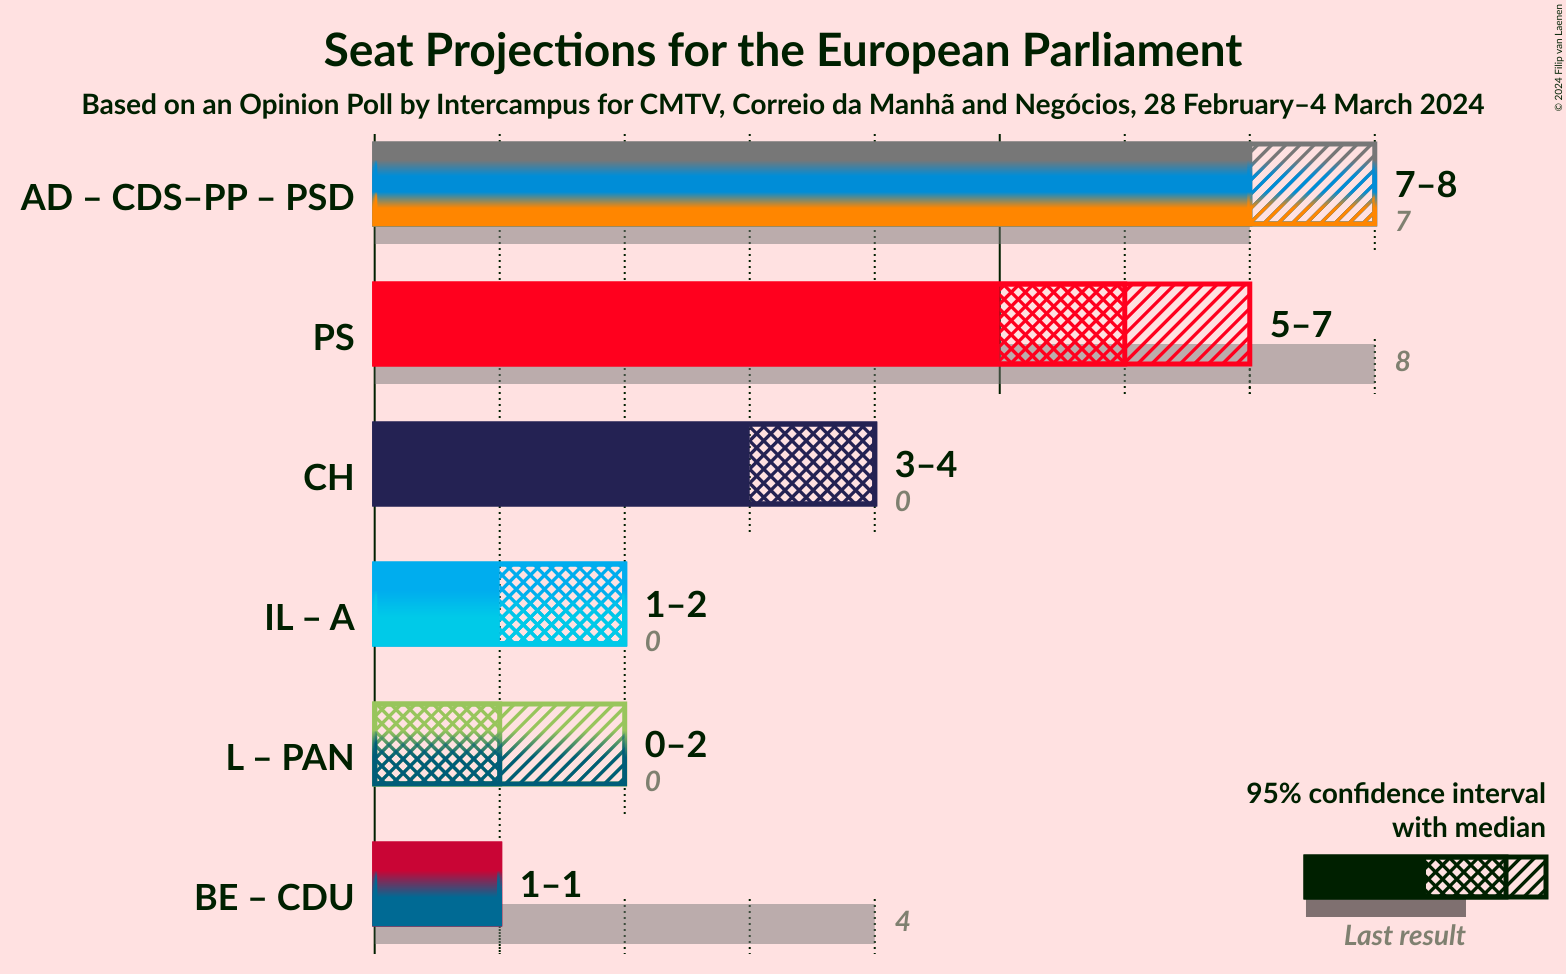 Seat Projections for the European Parliament
Based on an Opinion Poll by Intercampus for CMTV, Correio da Manhã and Negócios, 28 February–4 March 2024
© 2024 Filip van Laenen
AD – CDS–PP – PSD
7–8
7
PS
5–7
8
CH
3–4
0
IL – A
1–2
0
L – PAN
0–2
0
BE – CDU
1–1
4
95% confidence interval
with median
Last result